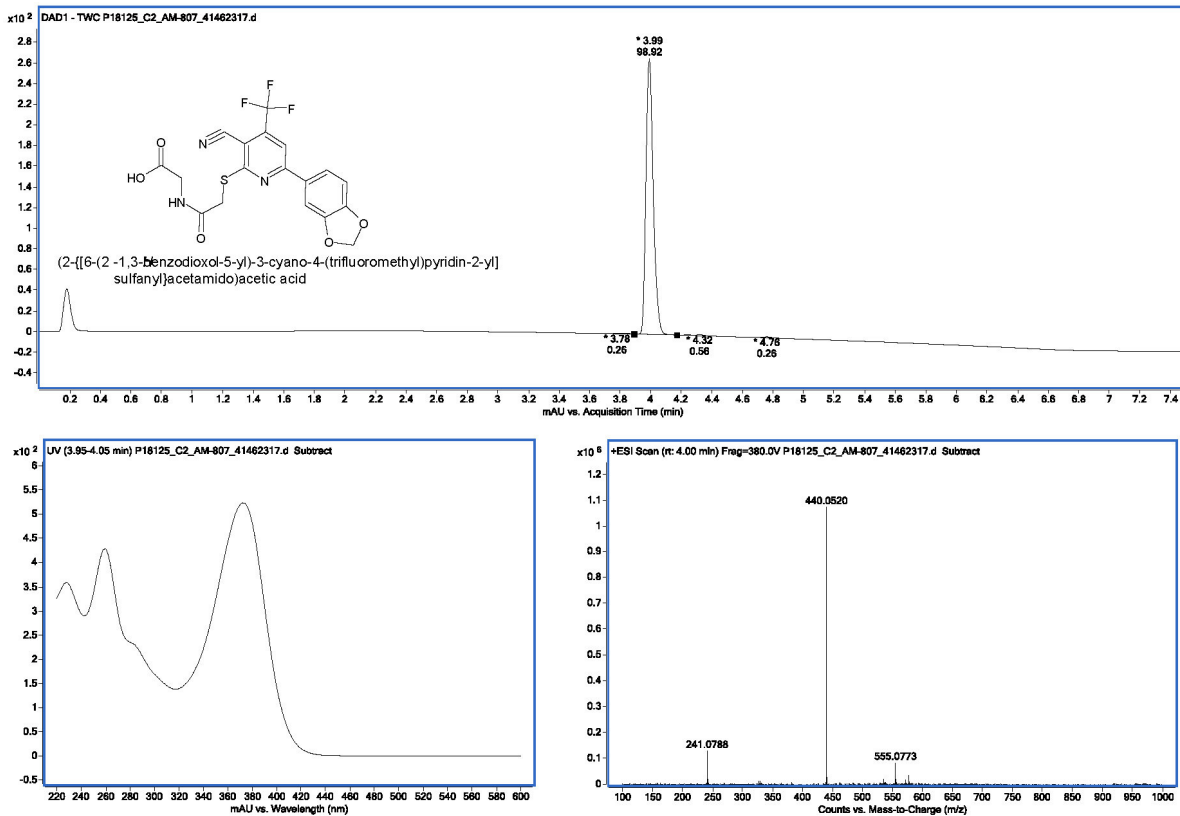 DAD1 - TWC P18125_C2_AM-807_41462317.d
x10 2
2.8
2.6
2.4
2.2
2
1.8
1.6
1.4
1.2
1
0.8
0.6
0.4
0.2
0
-0.2
-0.4
* 3.99
98.92
F
F
F
N
O
HO
S
N
HN
O
O
O
(2-{[6-(2 -1,3-Hbenzodioxol-5-yl)-3-cyano-4-(trifluoromethyl)pyridin-2-yl]
sulfanyl}acetamido)acetic acid
* 3.78
0.25
* 4.32
0.56
* 4.76
0.26
0.2 0.4 0.6 0.8 1 1.2 1.4 1.6 1.8 2 2.2 2.4 2.6 2.8 3 3.2 3.4 3.6 3.8 4 4.2 4.4 4.6 4.8 5 5.2 5.4 5.6 5.8 6 6.2 6.4 6.6 6.8 7 7.2 7.4
mAU vs. Acquisition Time (min)
x10 2
UV (3.95-4.05 min) P18125_C2_AM-807_41462317.d Subtract
6
5.5
5
4.5
4
3.5
3
2.5
2
1.5
1
0.5
0
-0.5
220 240 260 280 300 320 340 360 380 400 420 440 460 480 500 520 540 560 580 600
mAU vs. Wavelength (nm)
x10 6
+ESI Scan (rt: 4.00 min) Frag=380.0V P18125_C2_AM-807_41462317.d Subtract
1.2
1.1
1
0.9
0.8
0.7
0.6
0.5
0.4
0.3
0.2
0.1
0
440.0520
241.0788
555.0773
100 150 200 250 300 350 400 450 500 550 600 650 700 750 800 850 900 950 1000
Counts vs. Mass-to-Charge (m/z)